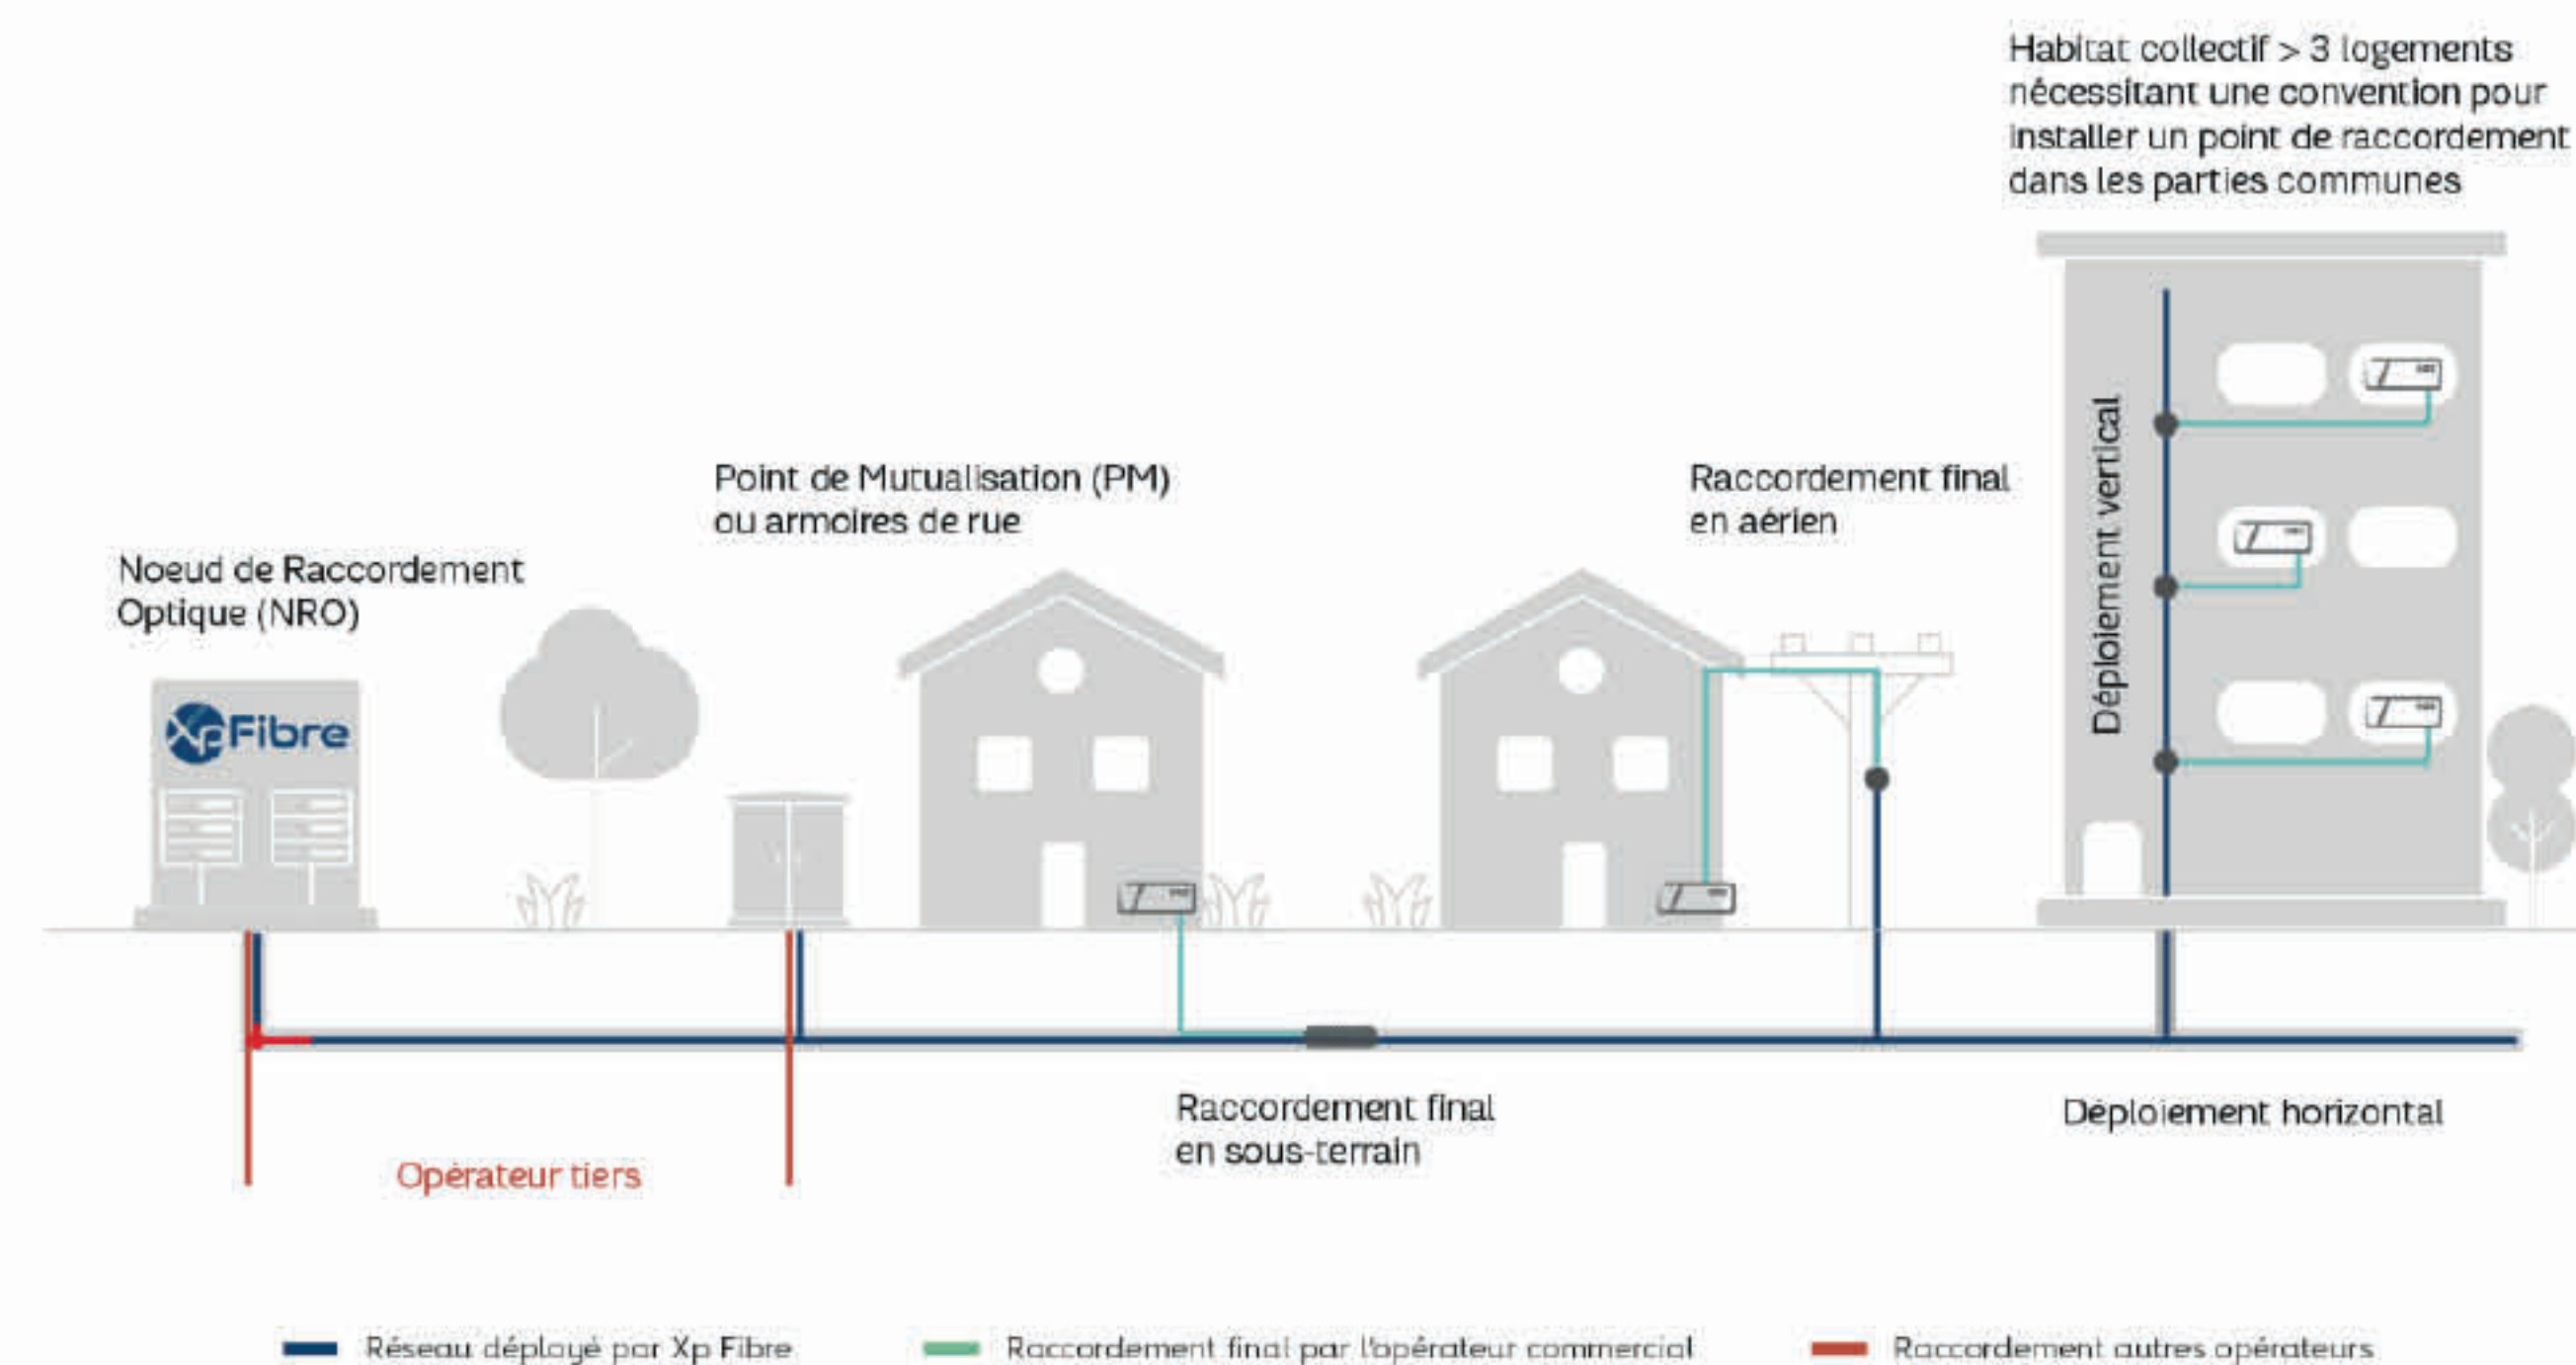 Habitat collectif > 3 logements
nécessitant une convention pour
installer un point de raccordement
dans les parties communes
Point de Mutualisation (PM)
ou armoires de rue
Raccordement final
en aérien
Noeud de Raccordement
Optique (NRO)
XpFibre
Déploiement vertical
Raccordement final
en sous-terrain
Déploiement horizontal
Opérateur tiers
Réseau déployé par Xp Fibre
Raccordement final par l'opérateur commercial
Raccordement autres opérateurs